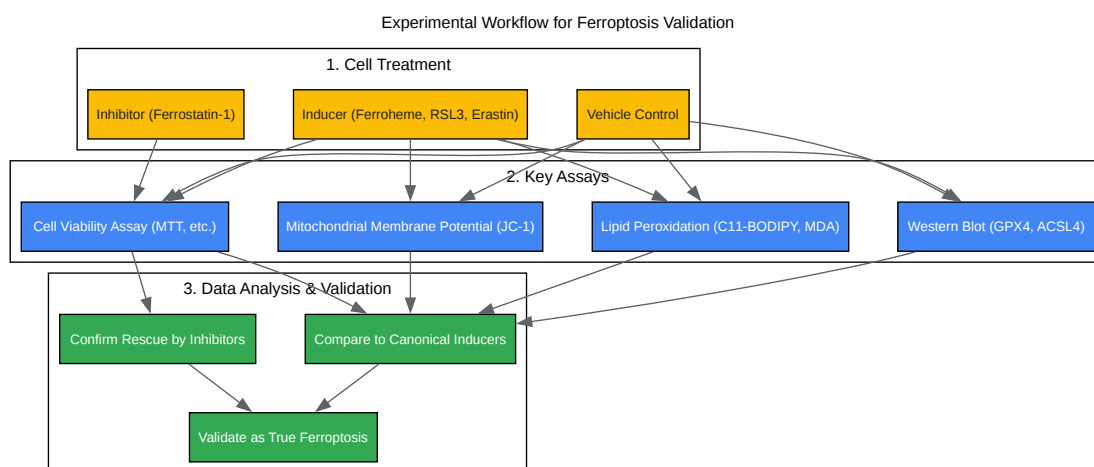 Experimental Workflow for Ferroptosis Validation
1. Cell Treatment
Inhibitor (Ferrostatin-1)
Inducer (Ferroheme, RSL3, Erastin)
Vehicle Control
2. Key Assays
Cell Viability Assay (MTT, etc.)
Mitochondrial Membrane Potential (JC-1)
Lipid Peroxidation (C11-BODIPY, MDA)
Western Blot (GPX4, ACSL4)
3. Data Analysis & Validation
Confirm Rescue by Inhibitors
Compare to Canonical Inducers
Validate as True Ferroptosis